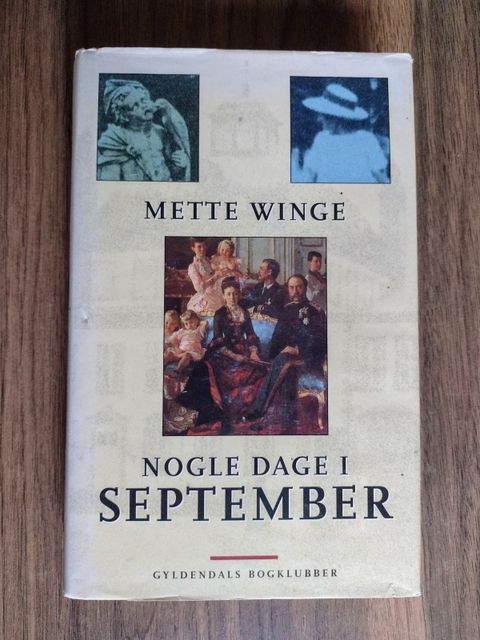 METTE WINGE
NOGLE DAGE I
SEPTEMBER
GYLDENDALS BOGKLUBBER